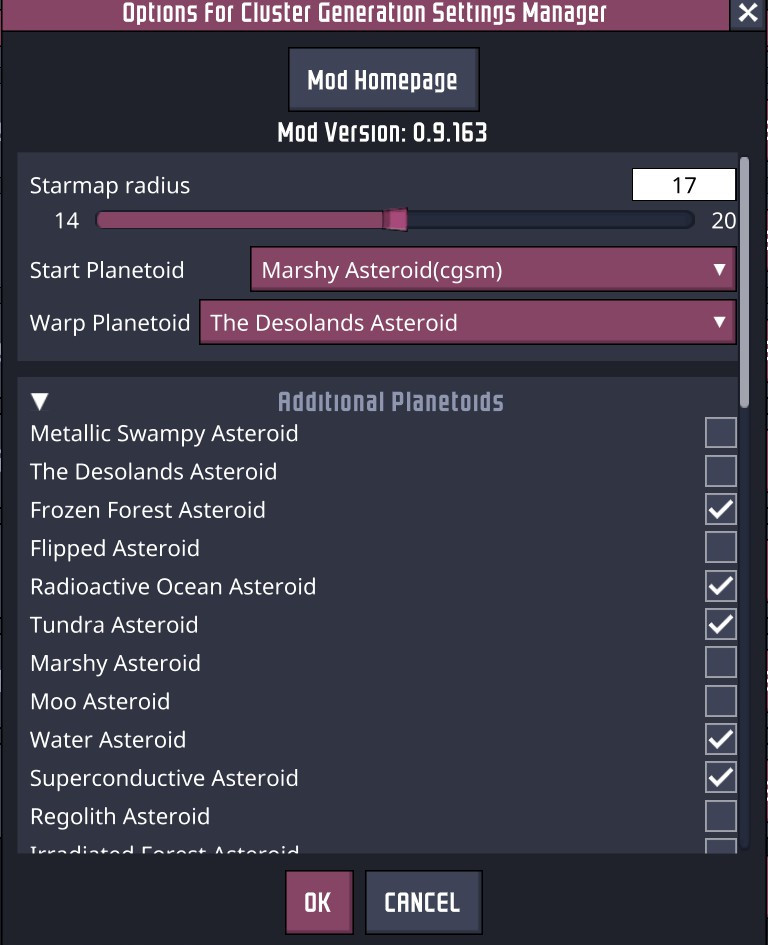 Options For Cluster Generation Settings Manager
Mod Homepage
Mod Version: 0.9.163
Starmap radius 17
14 20
Start Planetoid Marshy Asteroid(cgsm)
Warp Planetoid The Desolands Asteroid
Additional Planetoids
Metallic Swampy Asteroid
The Desolands Asteroid
Frozen Forest Asteroid
Flipped Asteroid
Radioactive Ocean Asteroid
Tundra Asteroid
Marshy Asteroid
Moo Asteroid
Water Asteroid
Superconductive Asteroid
Regolith Asteroid
Irradiated Forest Asteroid
OK CANCEL